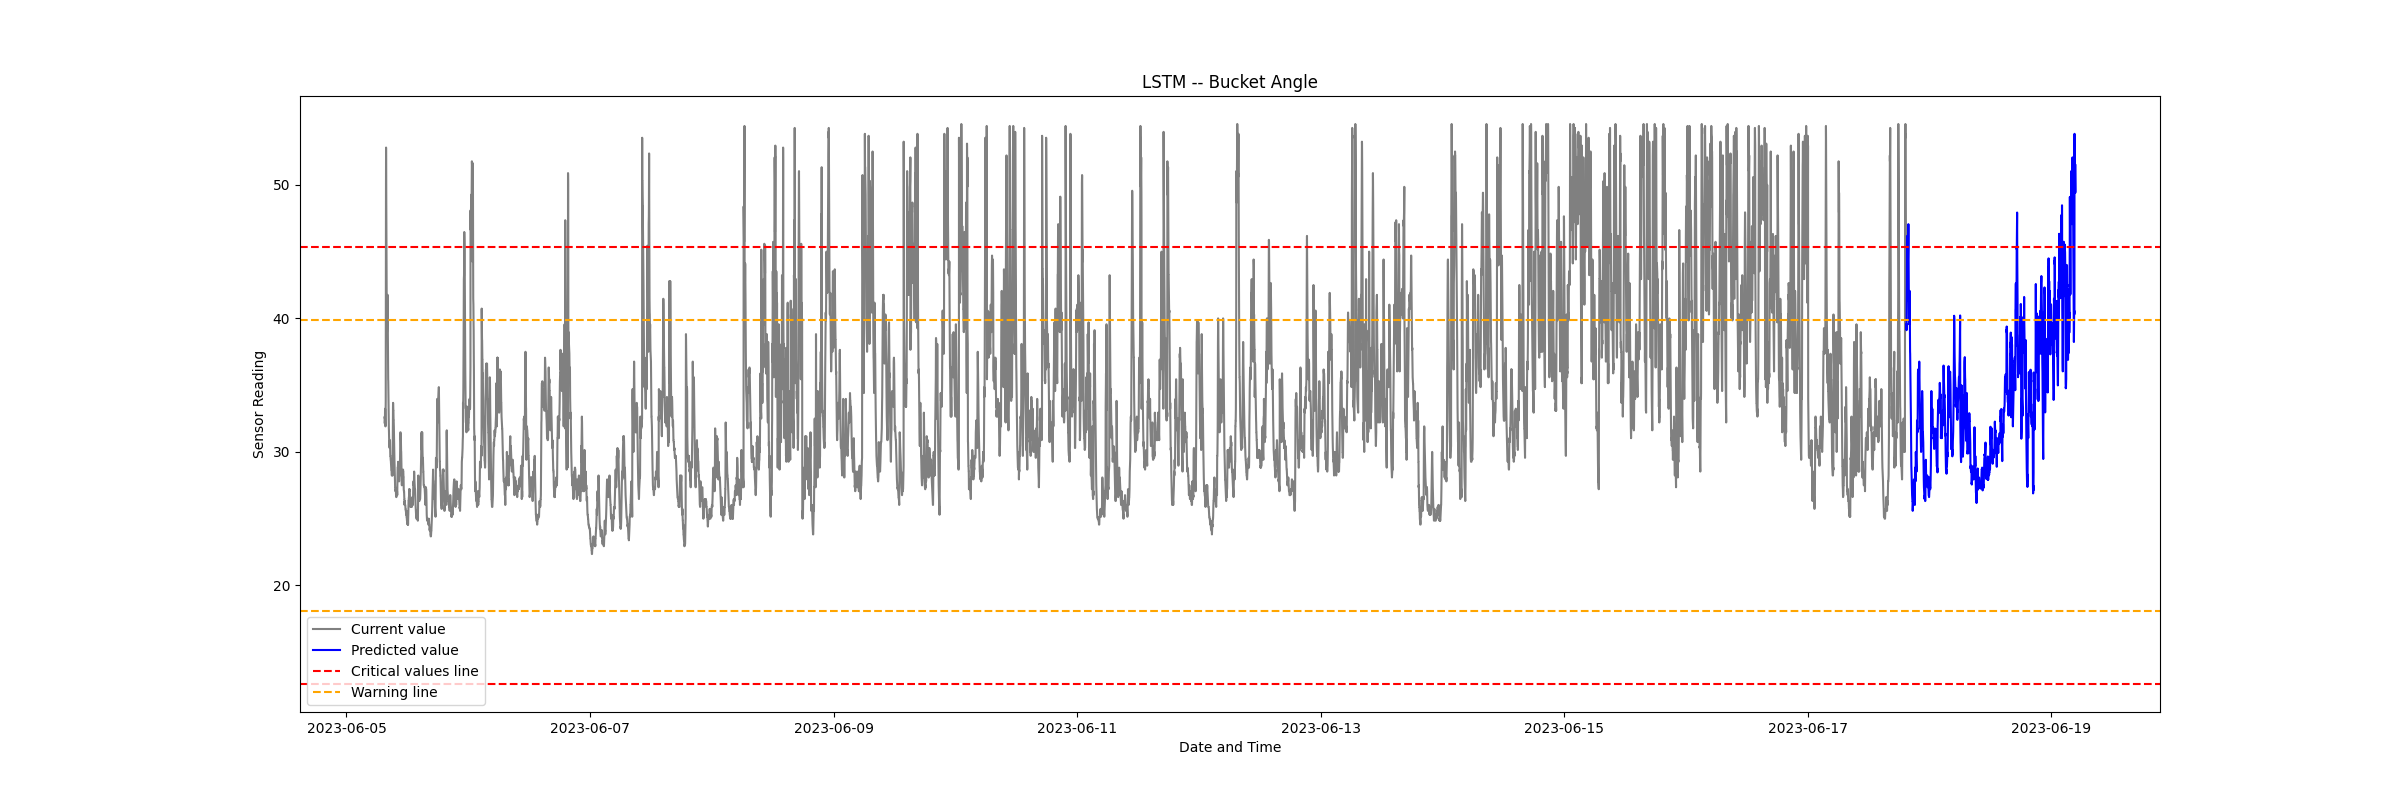 LSTM -- Bucket Angle
Sensor Reading
50
40
30
20
Current value
Predicted value
Critical values line
Warning line
2023-06-05
2023-06-07
2023-06-09
2023-06-11
2023-06-13
2023-06-15
2023-06-17
2023-06-19
Date and Time